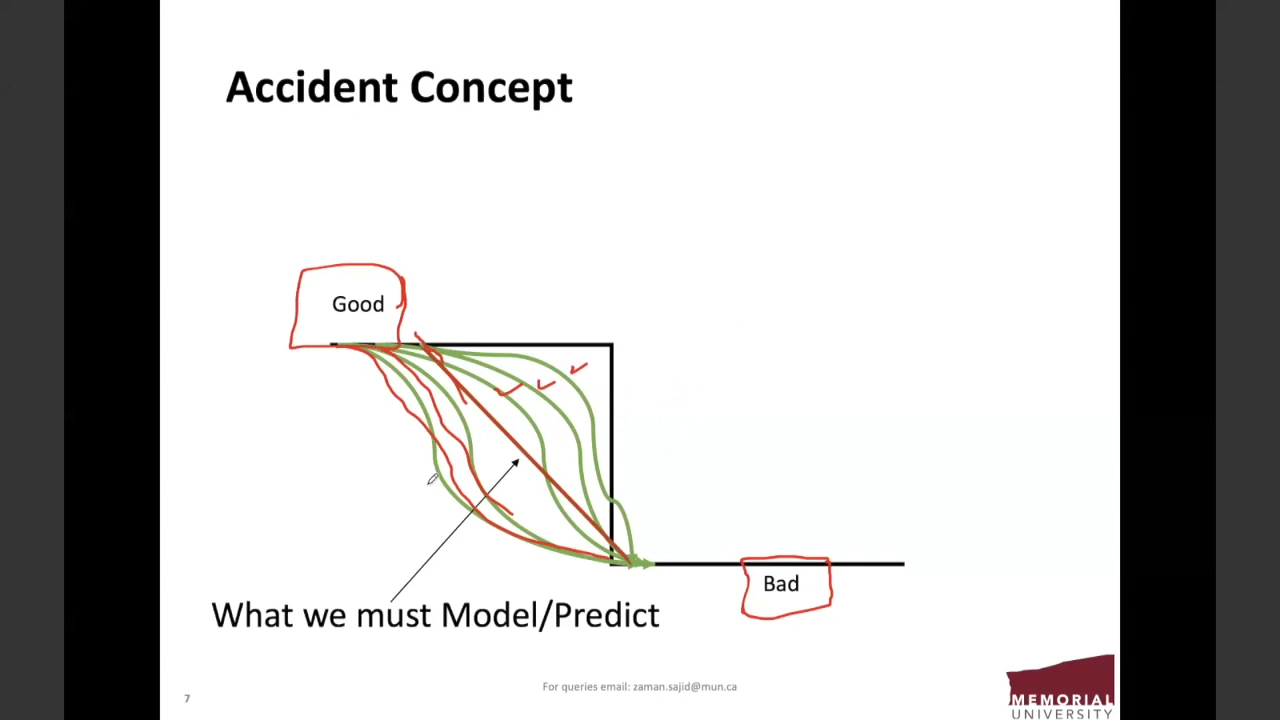 Accident Concept
Good
Bad
What we must Model/Predict
For queries email: zaman.sajid@mun.ca
7
MEMORIAL
UNIVERSITY